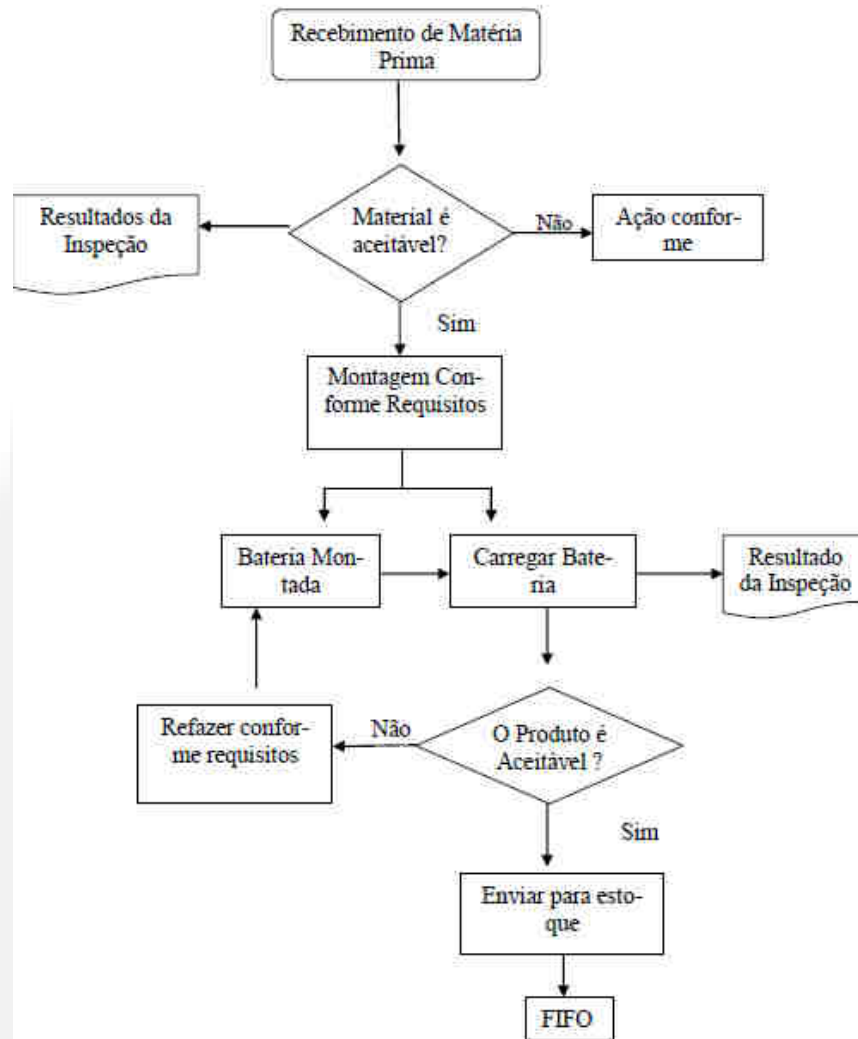 Recebimento de Matéria
Prima
Resultados da
Inspeção
Material é
aceitável?
Não
Ação confor-
me
Sim
Montagem Con-
forme Requisitos
Bateria Mon-
tada
Carregar Bate-
ria
Resultado
da Inspeção
Refazer confor-
me requisitos
Não
O Produto é
Aceitável ?
Sim
Enviar para esto-
que
FIFO